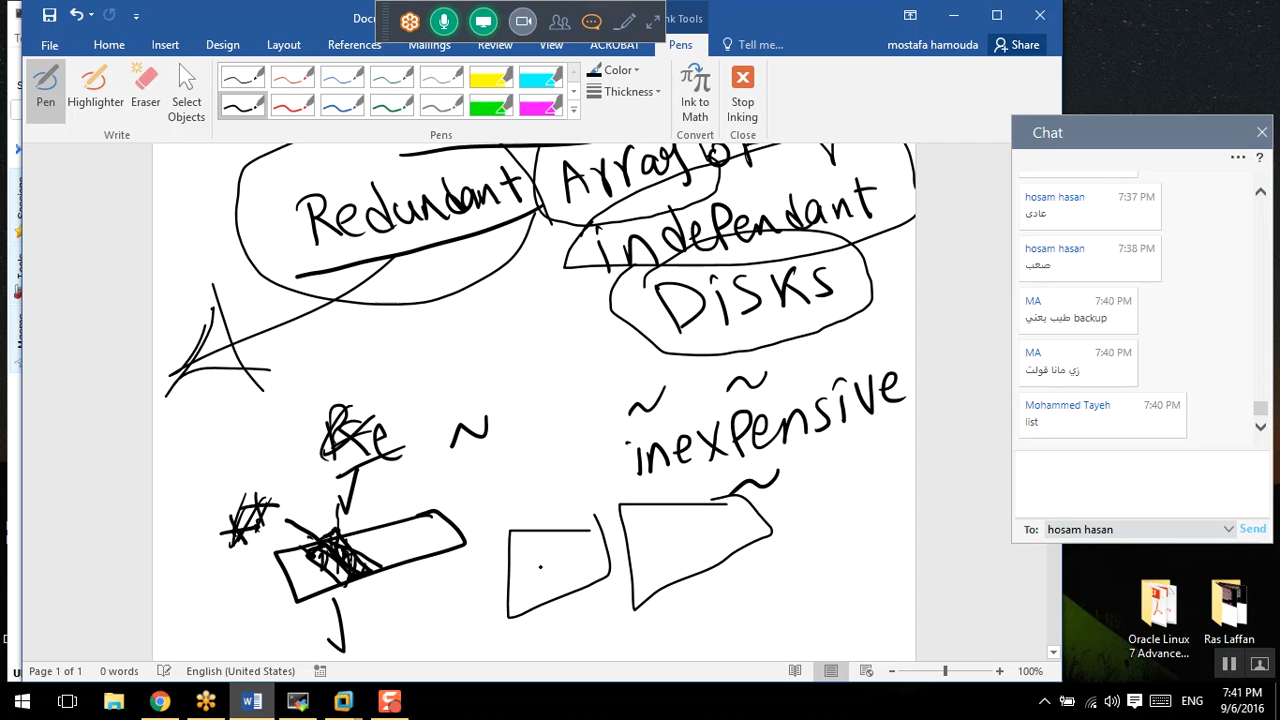 Docu
nk Tools
File
Home
Insert
Design
Layout
References
Mailings
Review
View
ACROBAT
Pens
Tell me...
mostafa hamouda
Share
Pen
Highlighter
Eraser
Select Objects
Color
Thickness
Ink to Math
Stop Inking
Write
Pens
Convert
Close
Redundant Array of
independant
Disks
Re
inexpensive
Chat
hosam hasan 7:37 PM
عادى
hosam hasan 7:38 PM
صعب
MA 7:40 PM
طيب يعني backup
MA 7:40 PM
زي مانا قولت
Mohammed Tayeh 7:40 PM
list
To: hosam hasan Send
Oracle Linux 7 Advance...
Ras Laffan
Page 1 of 1 0 words English (United States) 100%
ENG
7:41 PM
9/6/2016